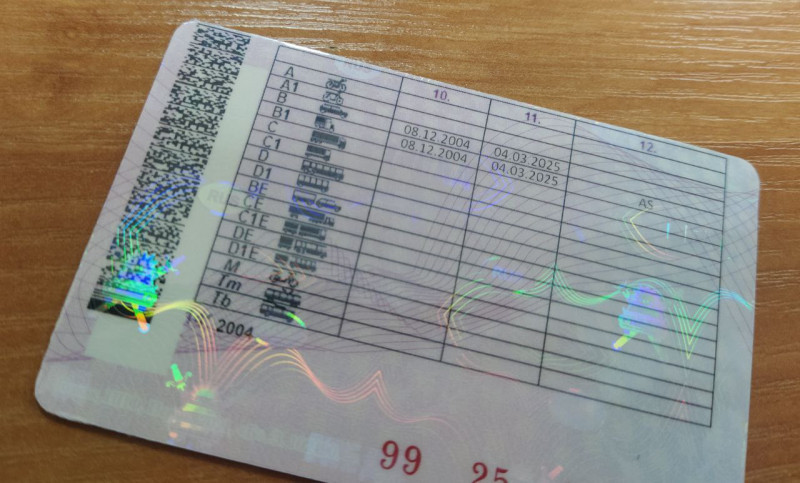 10. 11. 12.
A
A1
B 08.12.2004 04.03.2025
B1 08.12.2004 04.03.2025 AS
C
C1
D
D1
BE
CE
C1E
DE
D1E
M
Tm
Tb
2004
99 25